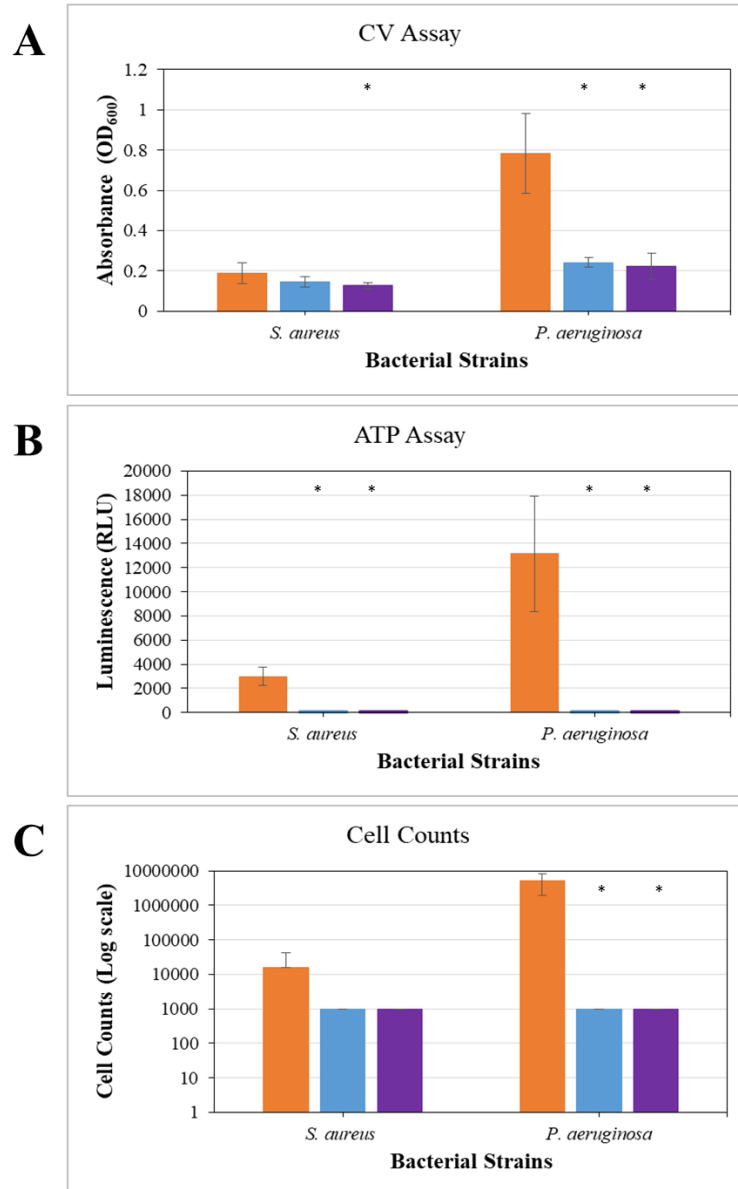 A
CV Assay
Absorbance (OD600)
1.2
1
0.8
0.6
0.4
0.2
0
* * *
S. aureus P. aeruginosa
Bacterial Strains
B
ATP Assay
Luminescence (RLU)
20000
18000
16000
14000
12000
10000
8000
6000
4000
2000
0
* * * *
S. aureus P. aeruginosa
Bacterial Strains
C
Cell Counts
Cell Counts (Log scale)
10000000
1000000
100000
10000
1000
100
10
1
* *
S. aureus P. aeruginosa
Bacterial Strains